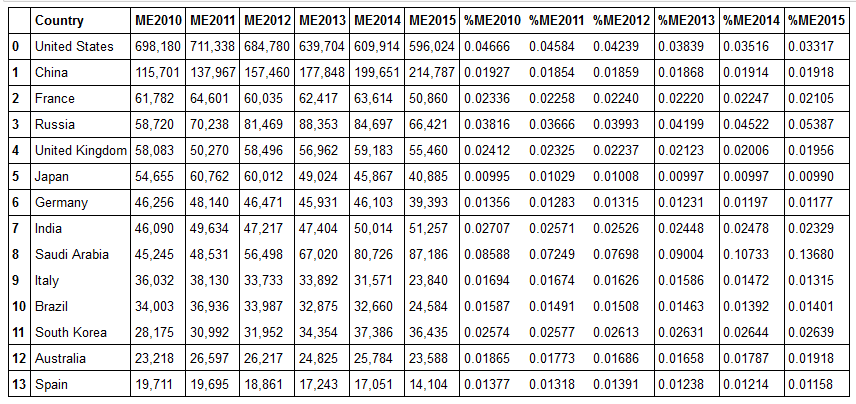 Country ME2010 ME2011 ME2012 ME2013 ME2014 ME2015 %ME2010 %ME2011 %ME2012 %ME2013 %ME2014 %ME2015
0 United States 698,180 711,338 684,780 639,704 609,914 596,024 0.04666 0.04584 0.04239 0.03839 0.03516 0.03317
1 China 115,701 137,967 157,460 177,848 199,651 214,787 0.01927 0.01854 0.01859 0.01868 0.01914 0.01918
2 France 61,782 64,601 60,035 62,417 63,614 50,860 0.02336 0.02258 0.02240 0.02220 0.02247 0.02105
3 Russia 58,720 70,238 81,469 88,353 84,697 66,421 0.03816 0.03666 0.03993 0.04199 0.04522 0.05387
4 United Kingdom 58,083 50,270 58,496 56,962 59,183 55,460 0.02412 0.02325 0.02237 0.02123 0.02006 0.01956
5 Japan 54,655 60,762 60,012 49,024 45,867 40,885 0.00995 0.01029 0.01008 0.00997 0.00997 0.00990
6 Germany 46,256 48,140 46,471 45,931 46,103 39,393 0.01356 0.01283 0.01315 0.01231 0.01197 0.01177
7 India 46,090 49,634 47,217 47,404 50,014 51,257 0.02707 0.02571 0.02526 0.02448 0.02478 0.02329
8 Saudi Arabia 45,245 48,531 56,498 67,020 80,726 87,186 0.08588 0.07249 0.07698 0.09004 0.10733 0.13680
9 Italy 36,032 38,130 33,733 33,892 31,571 23,840 0.01694 0.01674 0.01626 0.01586 0.01472 0.01315
10 Brazil 34,003 36,936 33,987 32,875 32,660 24,584 0.01587 0.01491 0.01508 0.01463 0.01392 0.01401
11 South Korea 28,175 30,992 31,952 34,354 37,386 36,435 0.02574 0.02577 0.02613 0.02631 0.02644 0.02639
12 Australia 23,218 26,597 26,217 24,825 25,784 23,588 0.01865 0.01773 0.01686 0.01658 0.01787 0.01918
13 Spain 19,711 19,695 18,861 17,243 17,051 14,104 0.01377 0.01318 0.01391 0.01238 0.01214 0.01158